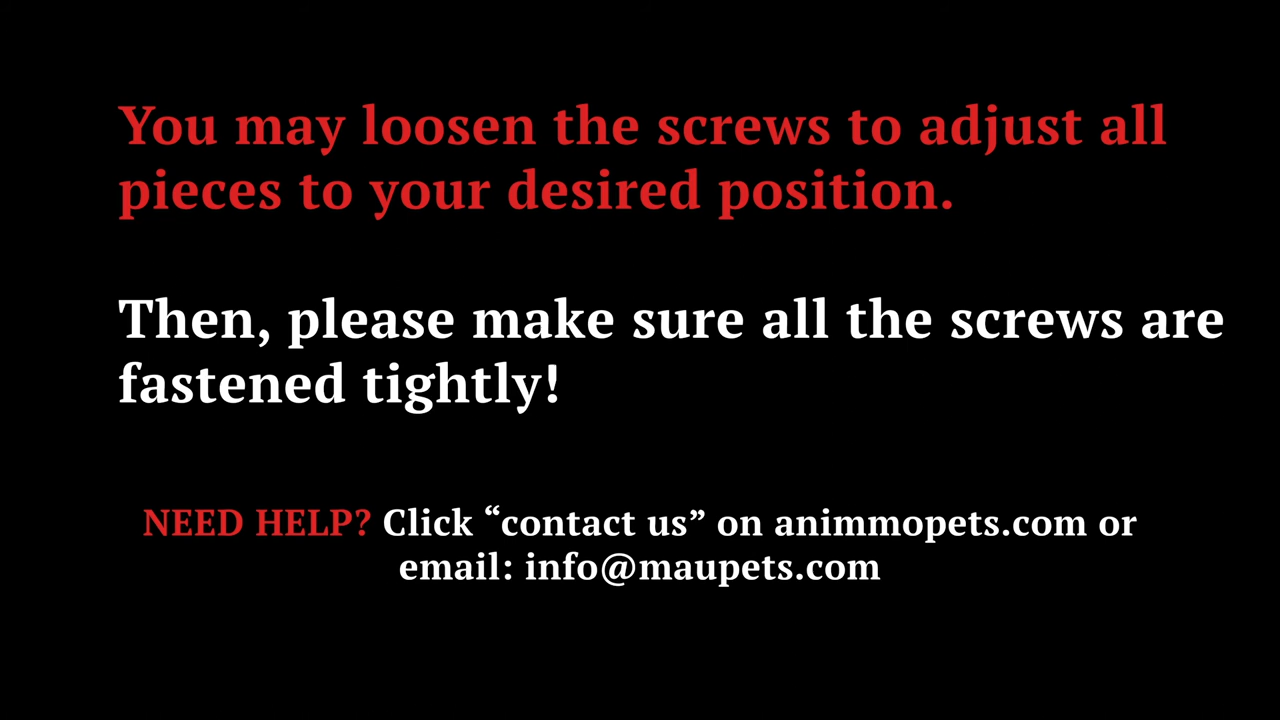 You may loosen the screws to adjust all
pieces to your desired position.
Then, please make sure all the screws are
fastened tightly!
NEED HELP? Click “contact us” on animmopets.com or
email: info@maupets.com